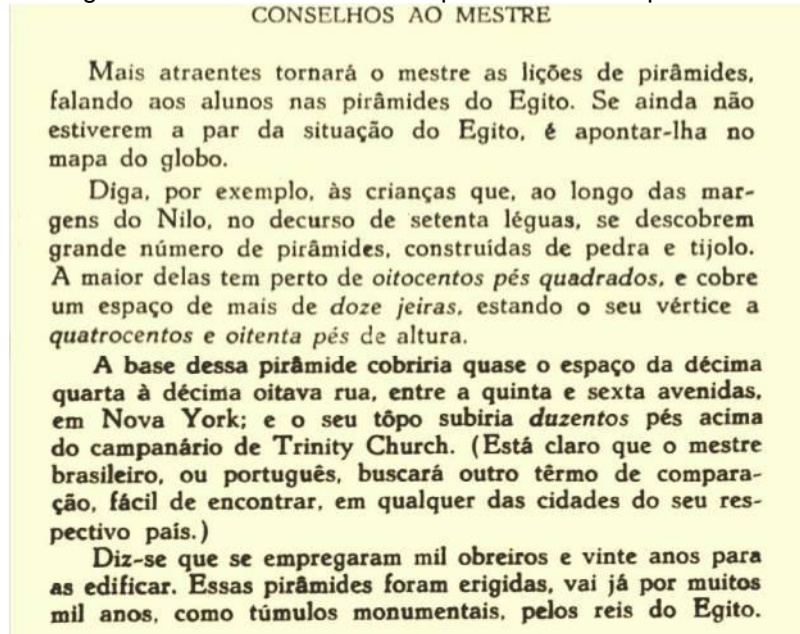 CONSELHOS AO MESTRE
Mais atraentes tornará o mestre as lições de pirâmides,
falando aos alunos nas pirâmides do Egito. Se ainda não
estiverem a par da situação do Egito, é apontar-lha no
mapa do globo.
Diga, por exemplo, às crianças que, ao longo das mar-
gens do Nilo, no decurso de setenta léguas, se descobrem
grande número de pirâmides, construídas de pedra e tijolo.
A maior delas tem perto de oitocentos pés quadrados, e cobre
um espaço de mais de doze jeiras, estando o seu vértice a
quatrocentos e oitenta pés de altura.
A base dessa pirâmide cobriria quase o espaço da décima
quarta à décima oitava rua, entre a quinta e sexta avenidas,
em Nova York; e o seu tôpo subiria duzentos pés acima
do campanário de Trinity Church. (Está claro que o mestre
brasileiro, ou português, buscará outro têrmo de compara-
ção, fácil de encontrar, em qualquer das cidades do seu res-
pectivo país.)
Diz-se que se empregaram mil obreiros e vinte anos para
as edificar. Essas pirâmides foram erigidas, vai já por muitos
mil anos, como túmulos monumentais, pelos reis do Egito.